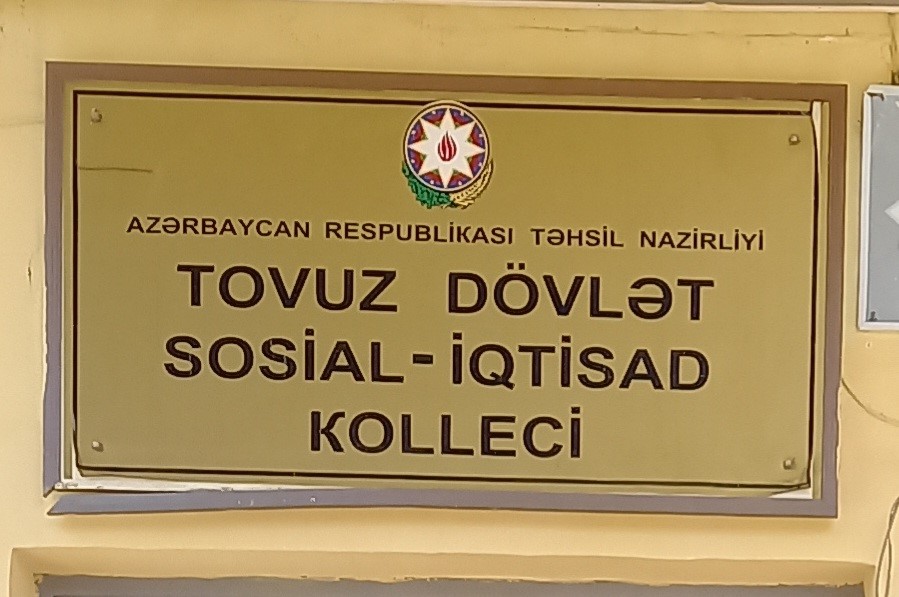 AZƏRBAYCAN RESPUBLİKASI TƏHSİL NAZİRLİYİ
TOVUZ DÖVLƏT
SOSİAL-İQTİSAD
KOLLECİ